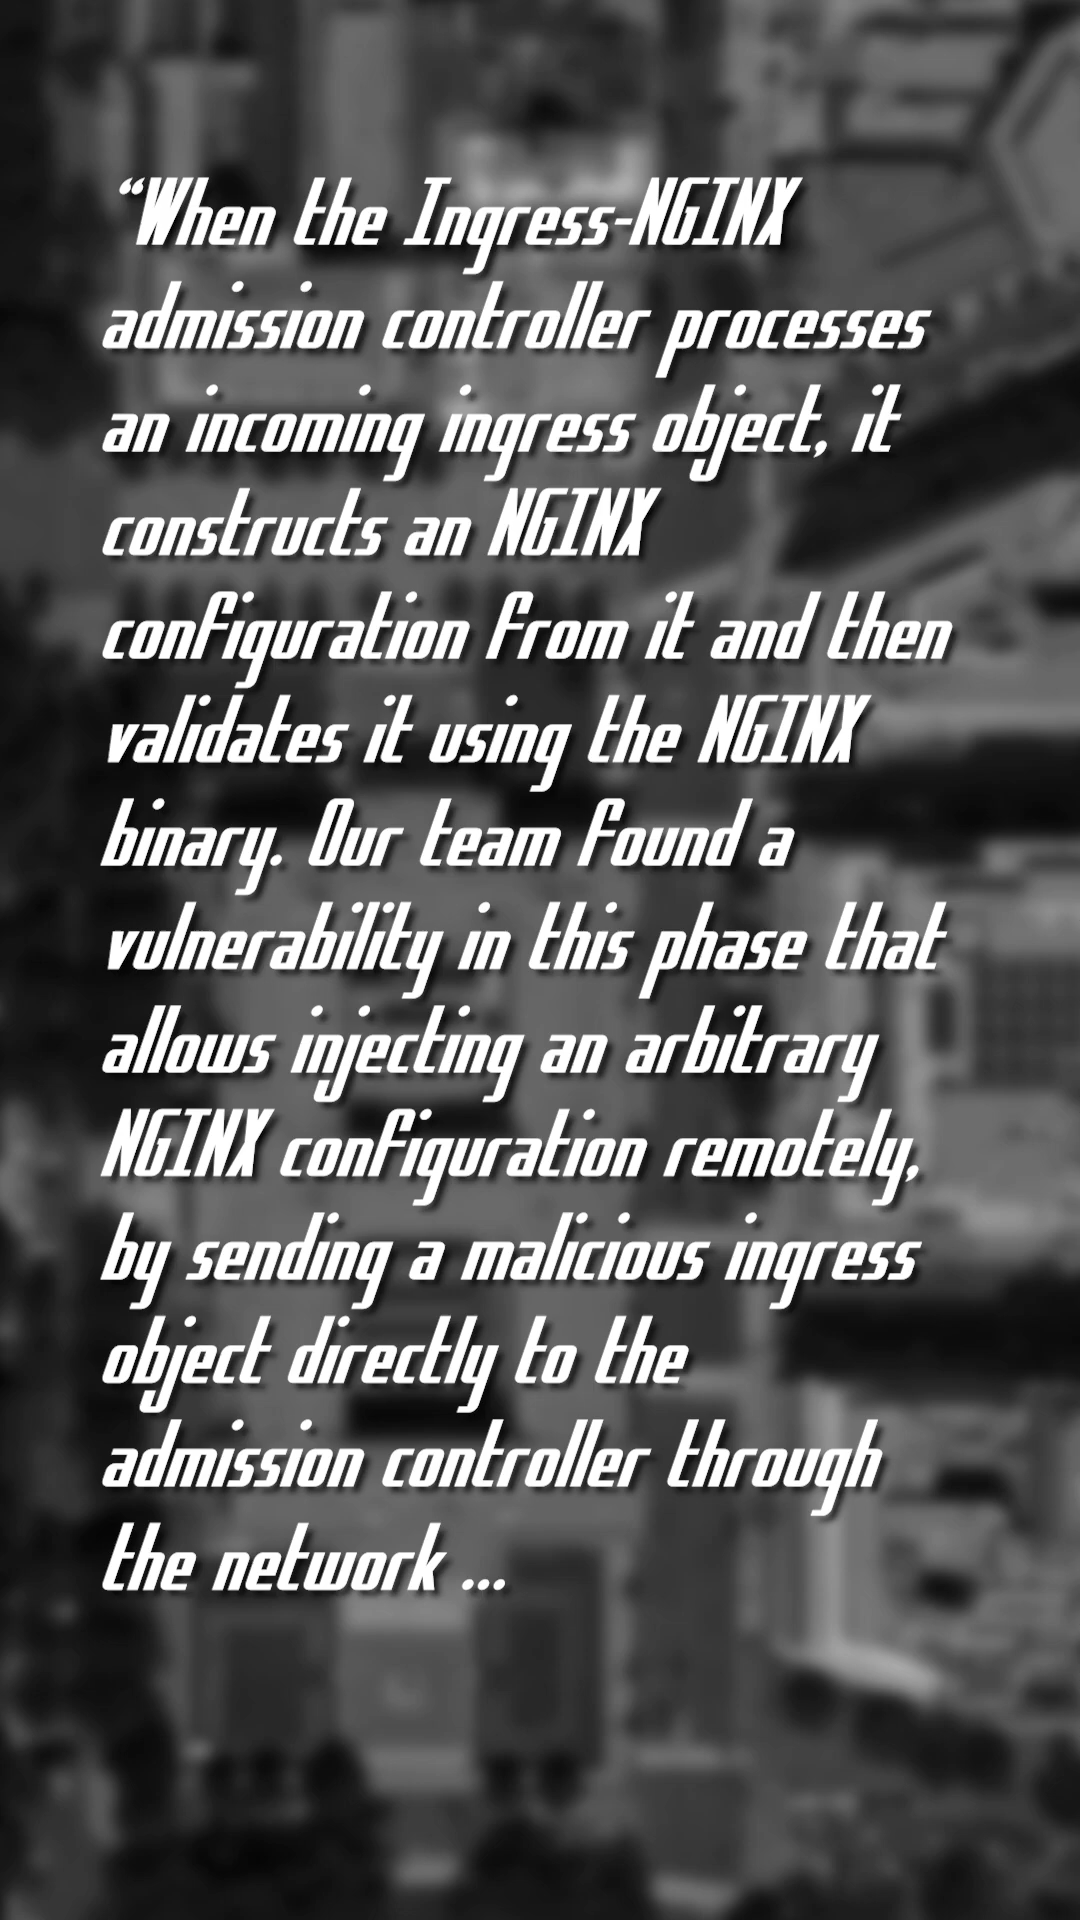 “When the Ingress-NGINX
admission controller processes
an incoming ingress object, it
constructs an NGINX
configuration from it and then
validates it using the NGINX
binary. Our team found a
vulnerability in this phase that
allows injecting an arbitrary
NGINX configuration remotely,
by sending a malicious ingress
object directly to the
admission controller through
the network ...